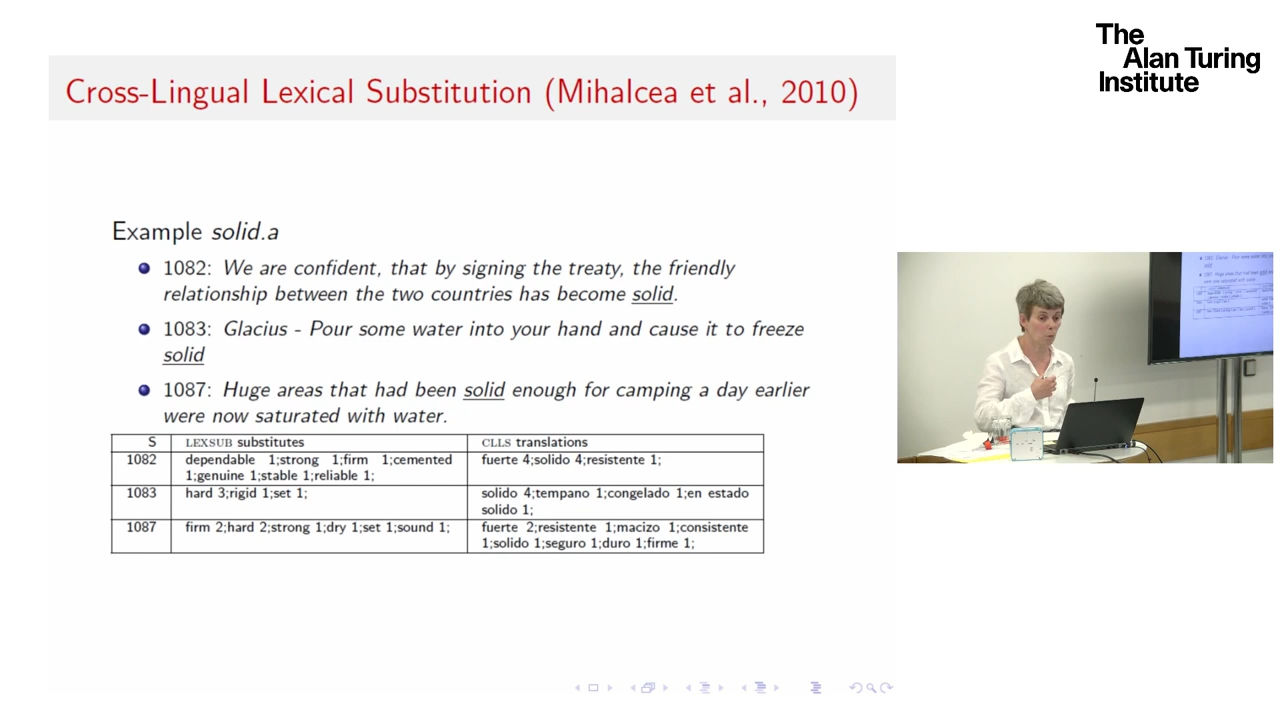 The
Alan Turing
Institute
Cross-Lingual Lexical Substitution (Mihalcea et al., 2010)
Example solid.a
1082: We are confident, that by signing the treaty, the friendly
relationship between the two countries has become solid.
1083: Glacius - Pour some water into your hand and cause it to freeze
solid
1087: Huge areas that had been solid enough for camping a day earlier
were now saturated with water.
S LEXSUB substitutes CLLS translations
1082 dependable 1;strong 1;firm 1;cemented fuerte 4;solido 4;resistente 1;
1;genuine 1;stable 1;reliable 1;
1083 hard 3;rigid 1;set 1; solido 4;tempano 1;congelado 1;en estado
solido 1;
1087 firm 2;hard 2;strong 1;dry 1;set 1;sound 1; fuerte 2;resistente 1;macizo 1;consistente
1;solido 1;seguro 1;duro 1;firme 1;